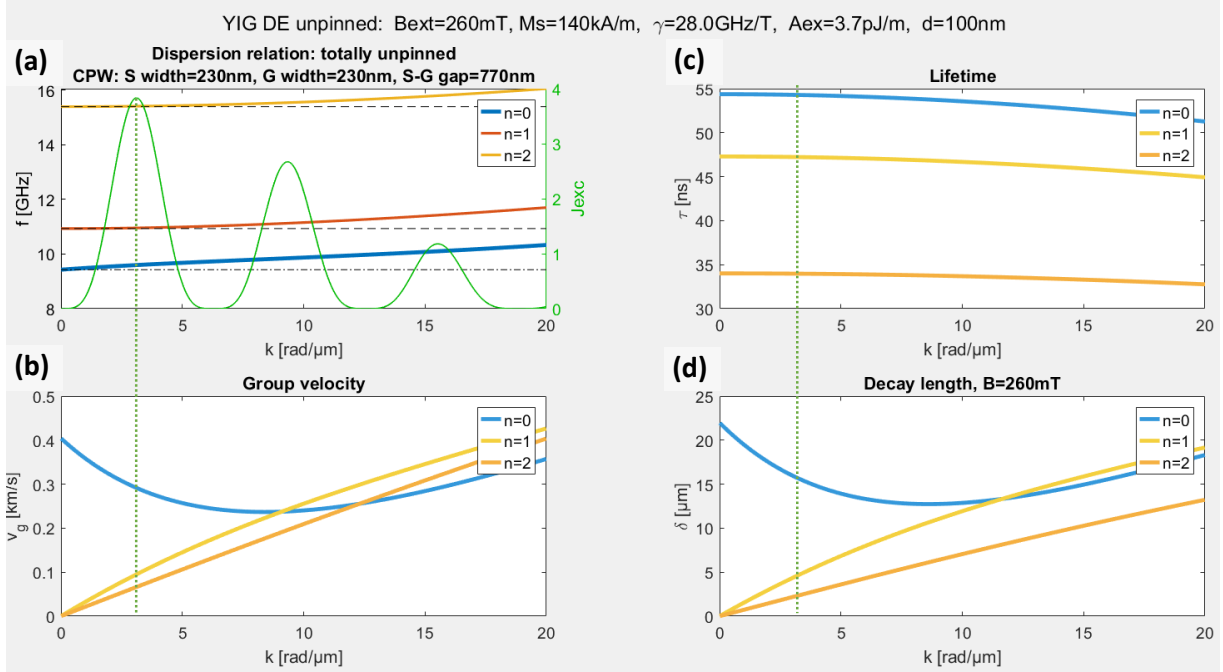 YIG DE unpinned:  Bext=260mT, Ms=140kA/m,  γ=28.0GHz/T,  Aex=3.7pJ/m,  d=100nm
(a)
Dispersion relation: totally unpinned
CPW: S width=230nm, G width=230nm, S-G gap=770nm
16
14
12
10
8
f [GHz]
4
3
2
1
0
Jexc
n=0
n=1
n=2
0
5
10
15
20
k [rad/μm]
(c)
Lifetime
55
50
45
40
35
30
τ [ns]
n=0
n=1
n=2
0
5
10
15
20
k [rad/μm]
(b)
Group velocity
0.5
0.4
0.3
0.2
0.1
0
v_g [km/s]
n=0
n=1
n=2
0
5
10
15
20
k [rad/μm]
(d)
Decay length, B=260mT
25
20
15
10
5
0
δ [μm]
n=0
n=1
n=2
0
5
10
15
20
k [rad/μm]